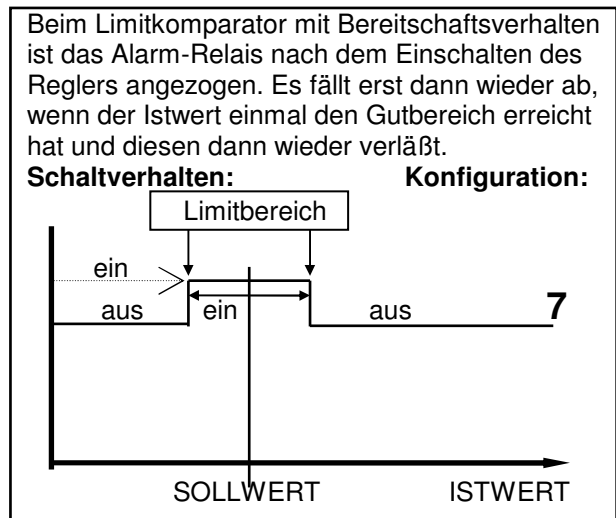 Beim Limitkomparator mit Bereitschaftsverhalten
ist das Alarm-Relais nach dem Einschalten des
Reglers angezogen. Es fällt erst dann wieder ab,
wenn der Istwert einmal den Gutbereich erreicht
hat und diesen dann wieder verläßt.
Schaltverhalten: Konfiguration:
Limitbereich
ein
aus ein aus 7
SOLLWERT ISTWERT